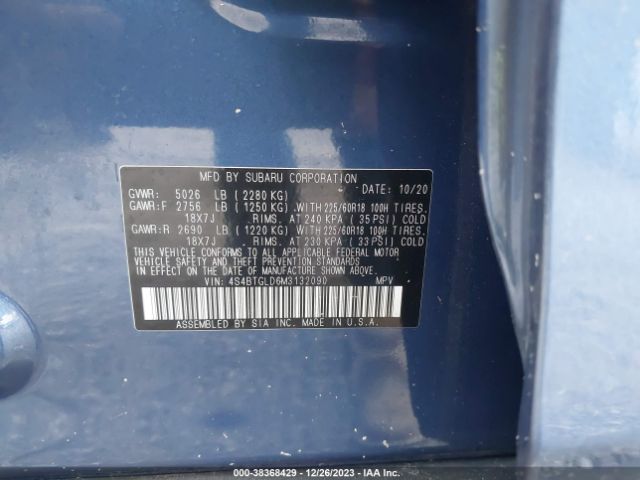 MFD BY SUBARU CORPORATION DATE: 10/20
GVWR: 5026 LB ( 2280 KG)
GAWR:F 2756 LB ( 1250 KG).WITH 225/60R18 100H TIRES.
18X7J .RIMS. AT 240 KPA ( 35 PSI) COLD
GAWR:R 2690 LB ( 1220 KG).WITH 225/60R18 100H TIRES.
18X7J .RIMS. AT 230 KPA ( 33 PSI) COLD
THIS VEHICLE CONFORMS TO ALL APPLICABLE FEDERAL MOTOR
VEHICLE SAFETY AND THEFT PREVENTION STANDARDS IN
EFFECT ON THE DATE OF MANUFACTURE SHOWN ABOVE.
VIN: 4S4BTGLD6M3132090 MPV
ASSEMBLED BY SIA INC. MADE IN U.S.A.
000-38368429 - 12/26/2023 - IAA Inc.